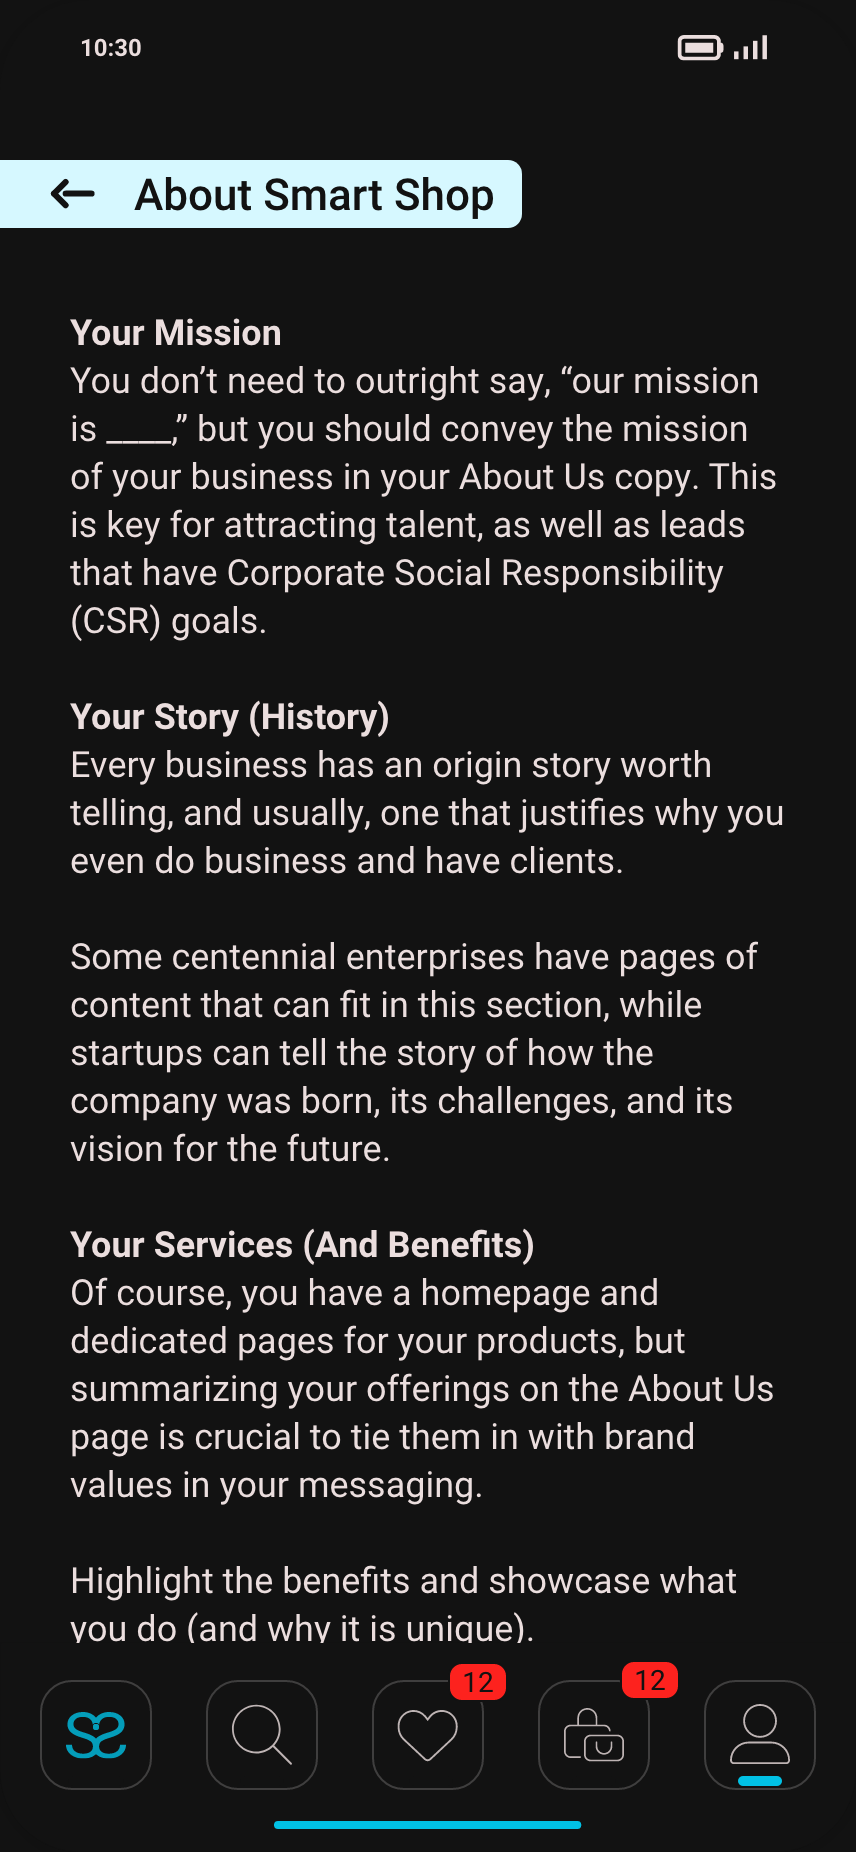 10:30
About Smart Shop
Your Mission
You don’t need to outright say, “our mission
is ____,” but you should convey the mission
of your business in your About Us copy. This
is key for attracting talent, as well as leads
that have Corporate Social Responsibility
(CSR) goals.
Your Story (History)
Every business has an origin story worth
telling, and usually, one that justifies why you
even do business and have clients.
Some centennial enterprises have pages of
content that can fit in this section, while
startups can tell the story of how the
company was born, its challenges, and its
vision for the future.
Your Services (And Benefits)
Of course, you have a homepage and
dedicated pages for your products, but
summarizing your offerings on the About Us
page is crucial to tie them in with brand
values in your messaging.
Highlight the benefits and showcase what
you do (and why it is unique).
12
12